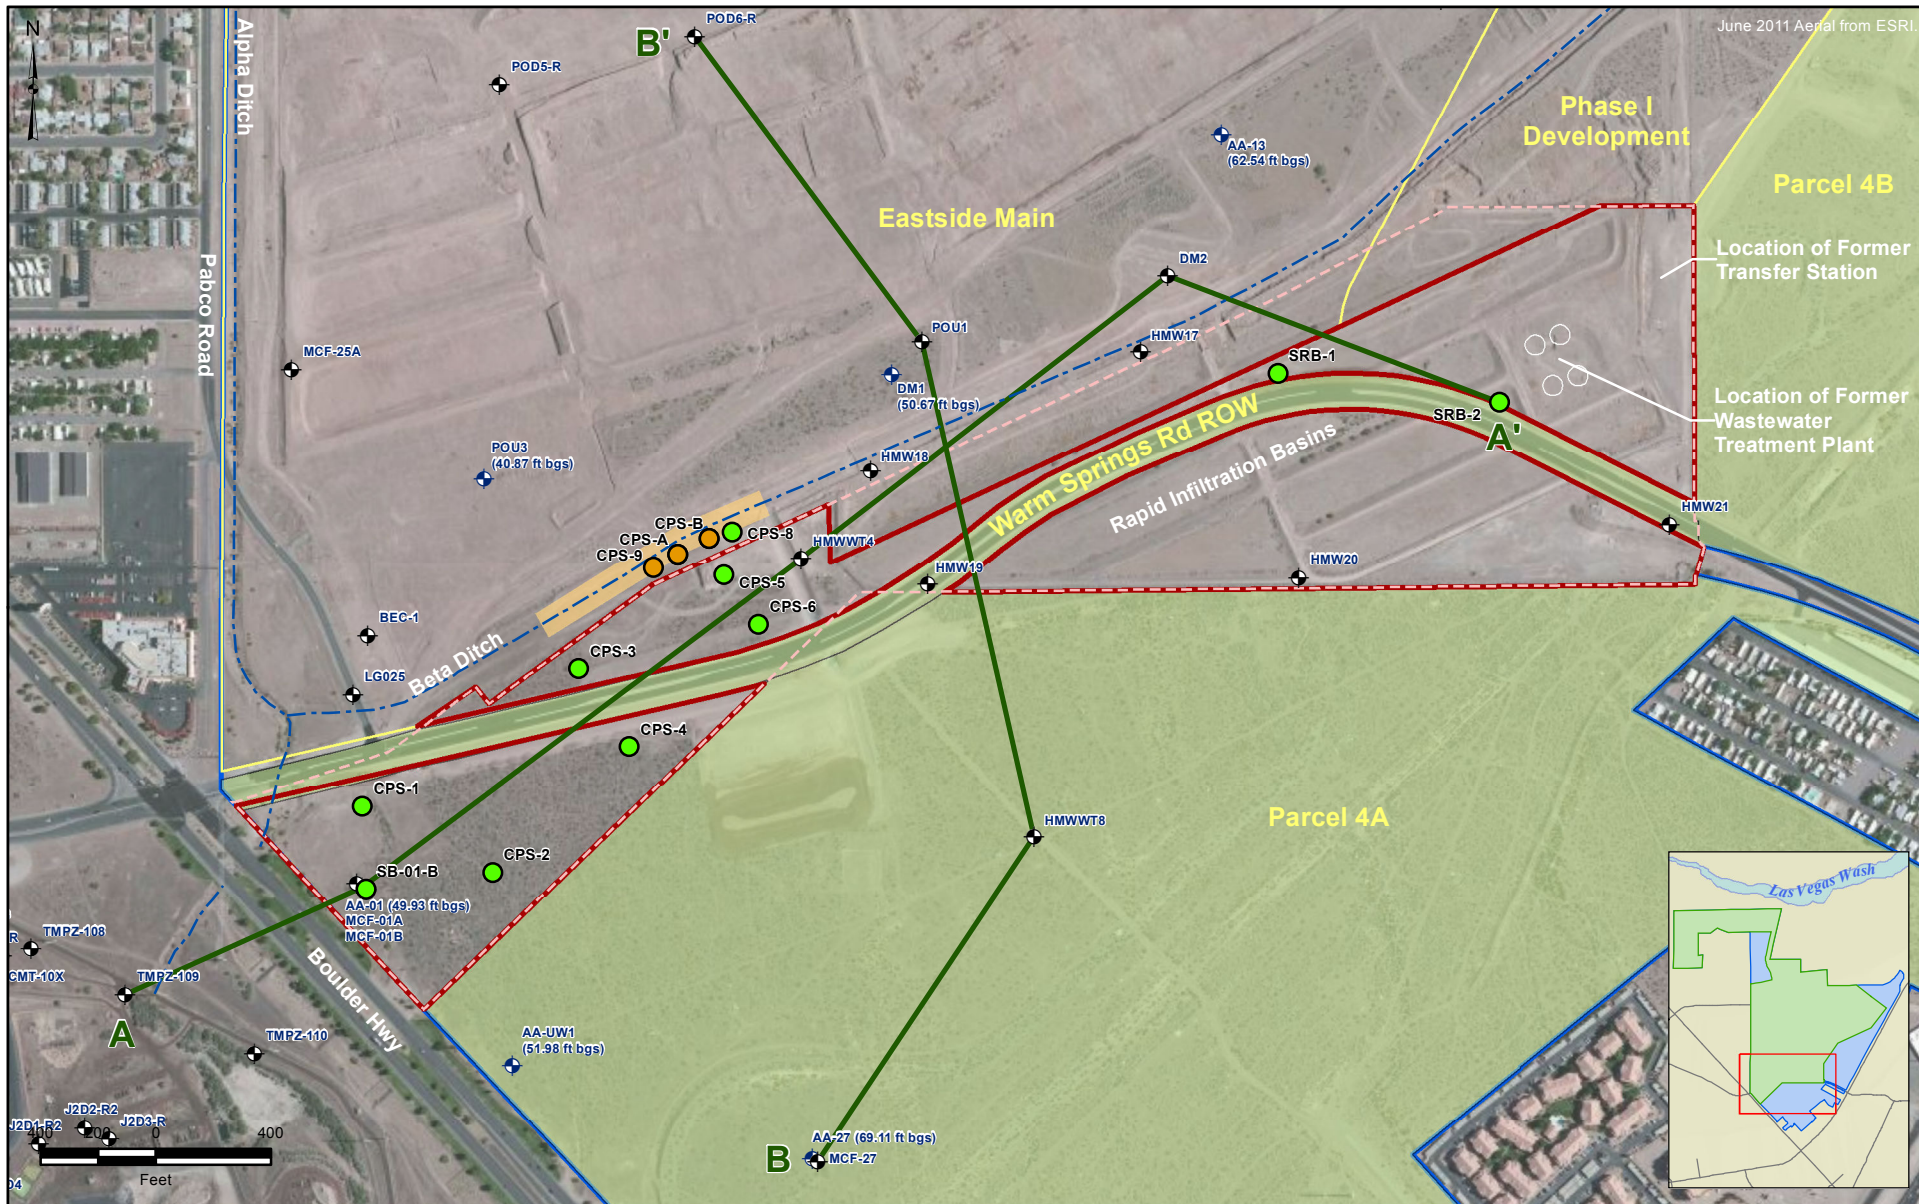 June 2011 Aerial from ESRI.
N
Alpha Ditch
Pabco Road
B'
POD6-R
POD5-R
AA-13
(62.54 ft bgs)
Phase I
Development
Parcel 4B
Eastside Main
Location of Former
Transfer Station
DM2
POU1
HMW17
MCF-25A
DM1
(50.67 ft bgs)
SRB-1
SRB-2
A'
Location of Former
Wastewater
Treatment Plant
Warm Springs Rd ROW
Rapid Infiltration Basins
POU3
(40.87 ft bgs)
HMW18
HMW21
CPS-B
CPS-A
CPS-9
CPS-8
HMWWT4
CPS-5
HMW19
HMW20
CPS-6
BEC-1
CPS-3
LG025
Beta Ditch
CPS-4
CPS-1
Parcel 4A
HMWWT8
CPS-2
SB-01-B
AA-01 (49.93 ft bgs)
MCF-01A
MCF-01B
R
TMPZ-108
CMT-10X
TMPZ-109
A
Boulder Hwy
TMPZ-110
AA-UW1
(51.98 ft bgs)
J2D2-R2
J2D3-R
J2D1-R2
AA-27 (69.11 ft bgs)
B
MCF-27
400 200 0 400
Feet
04
Las Vegas Wash